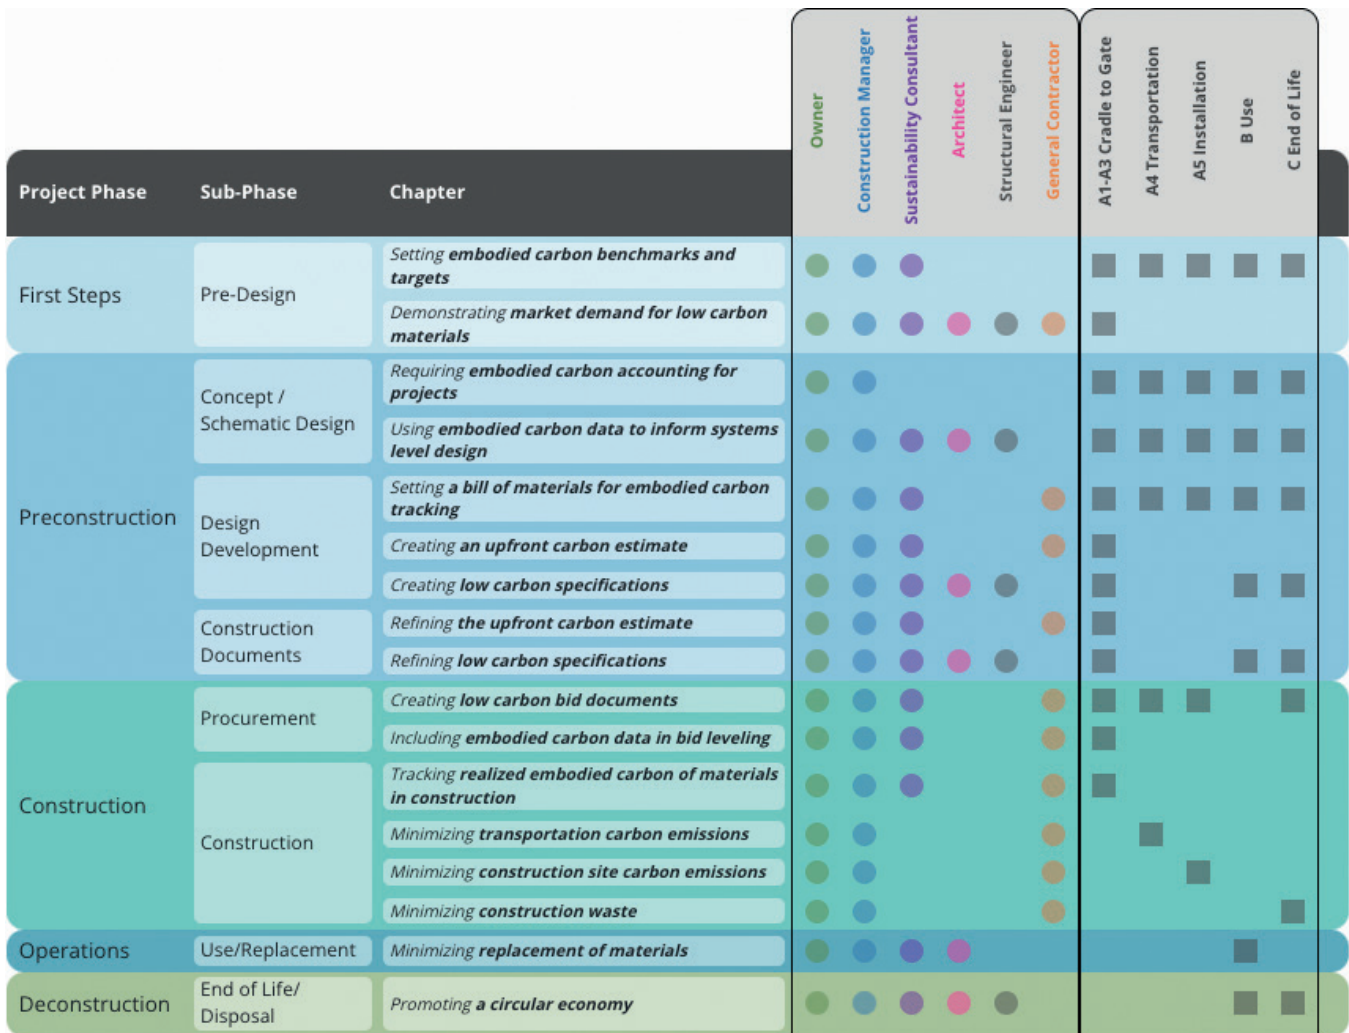 Owner
Construction Manager
Sustainability Consultant
Architect
Structural Engineer
General Contractor
A1-A3 Cradle to Gate
A4 Transportation
A5 Installation
B Use
C End of Life
Project Phase
Sub-Phase
Chapter
First Steps
Pre-Design
Setting embodied carbon benchmarks and
targets
Demonstrating market demand for low carbon
materials
Preconstruction
Concept /
Schematic Design
Requiring embodied carbon accounting for
projects
Using embodied carbon data to inform systems
level design
Design
Development
Setting a bill of materials for embodied carbon
tracking
Creating an upfront carbon estimate
Creating low carbon specifications
Construction
Documents
Refining the upfront carbon estimate
Refining low carbon specifications
Construction
Procurement
Creating low carbon bid documents
Including embodied carbon data in bid leveling
Construction
Tracking realized embodied carbon of materials
in construction
Minimizing transportation carbon emissions
Minimizing construction site carbon emissions
Minimizing construction waste
Operations
Use/Replacement
Minimizing replacement of materials
Deconstruction
End of Life/
Disposal
Promoting a circular economy